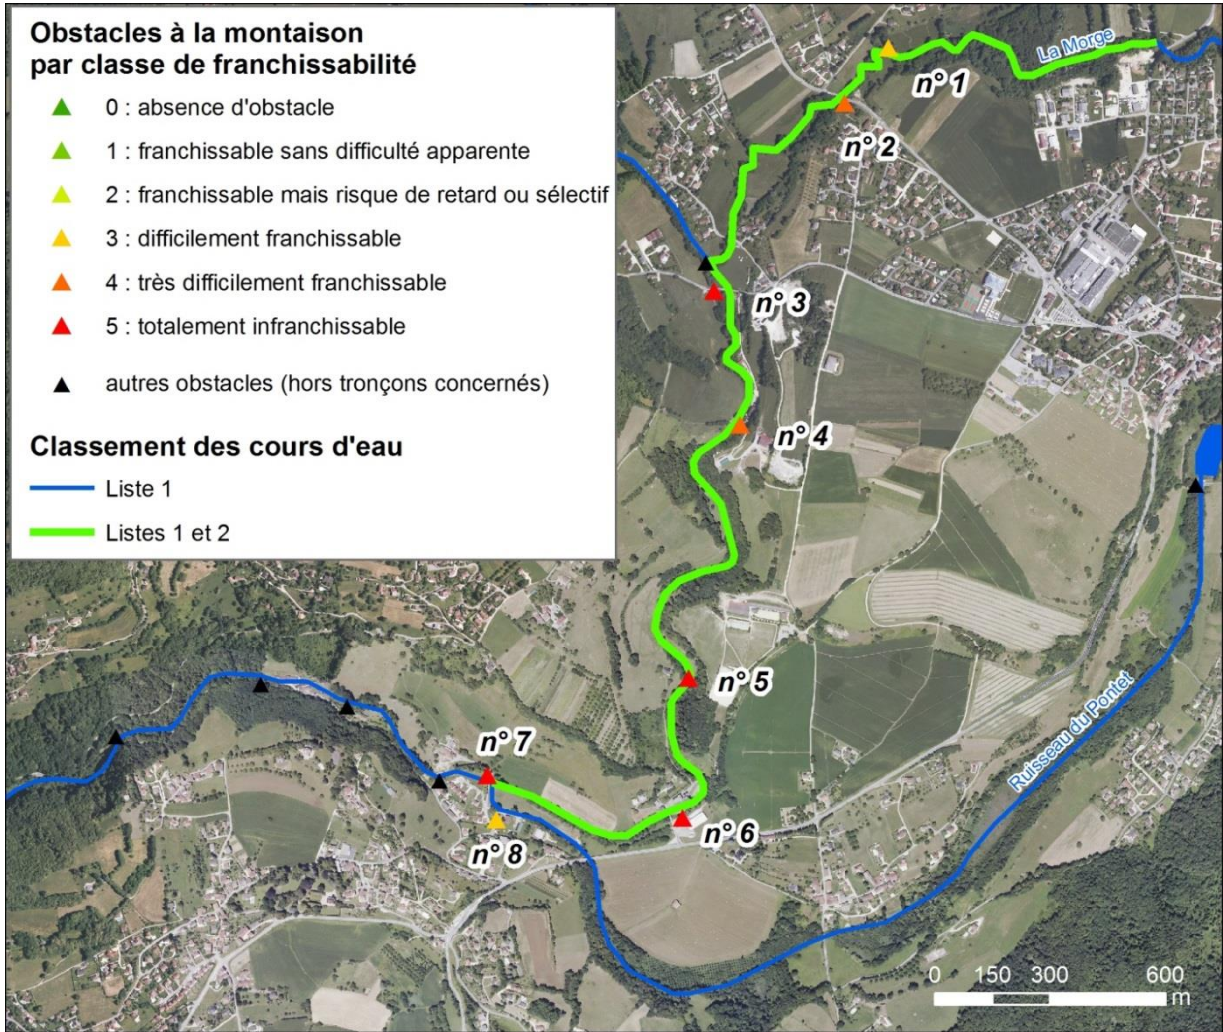 Obstacles à la montaison
par classe de franchissabilité
0 : absence d'obstacle
1 : franchissable sans difficulté apparente
2 : franchissable mais risque de retard ou sélectif
3 : difficilement franchissable
4 : très difficilement franchissable
5 : totalement infranchissable
autres obstacles (hors tronçons concernés)
Classement des cours d'eau
Liste 1
Listes 1 et 2
La Morge
n° 1
n° 2
n° 3
n° 4
n° 5
Ruisseau du Pontet
n° 7
n° 6
n° 8
0 150 300 600
m